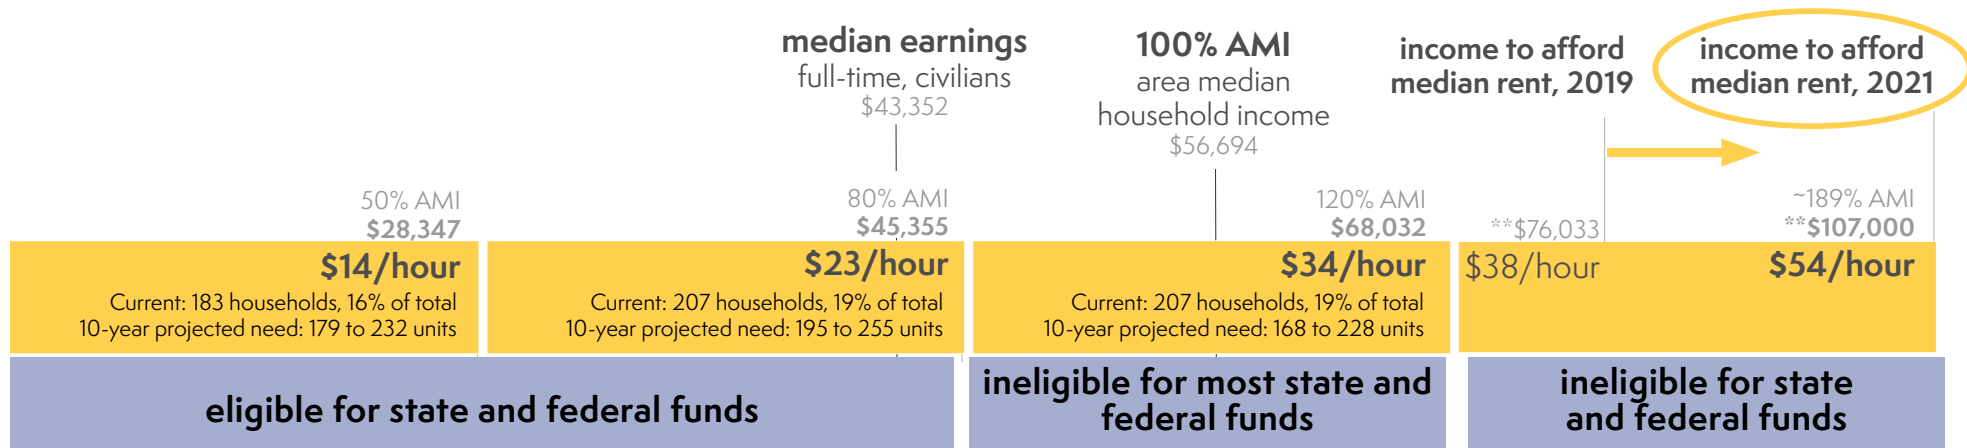 median earnings
full-time, civilians
$43,352
100% AMI
area median
household income
$56,694
income to afford
median rent, 2019
income to afford
median rent, 2021
50% AMI
$28,347
80% AMI
$45,355
120% AMI
$68,032
**$76,033
~189% AMI
**$107,000
$14/hour
Current: 183 households, 16% of total
10-year projected need: 179 to 232 units
$23/hour
Current: 207 households, 19% of total
10-year projected need: 195 to 255 units
$34/hour
Current: 207 households, 19% of total
10-year projected need: 168 to 228 units
$38/hour
$54/hour
eligible for state and federal funds
ineligible for most state and
federal funds
ineligible for state
and federal funds